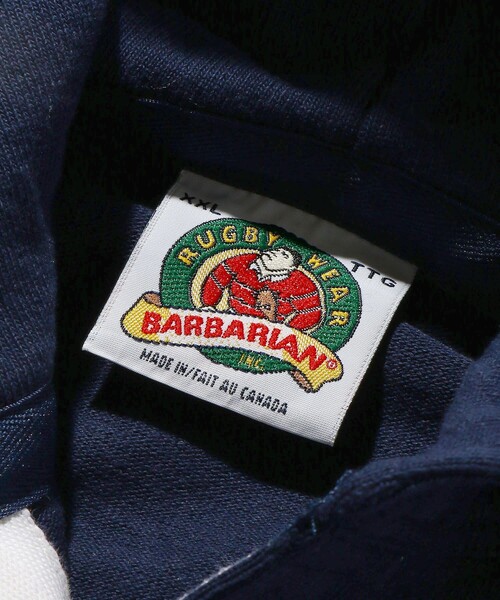 XXL
TTG
RUGBY WEAR
BARBARIAN®
INC.
MADE IN/FAIT AU CANADA